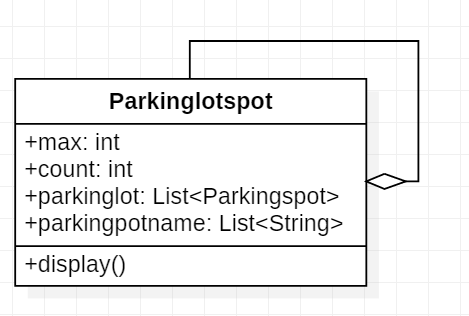 Parkinglotspot
+max: int
+count: int
+parkinglot: List<Parkingspot>
+parkingpotname: List<String>
+display()